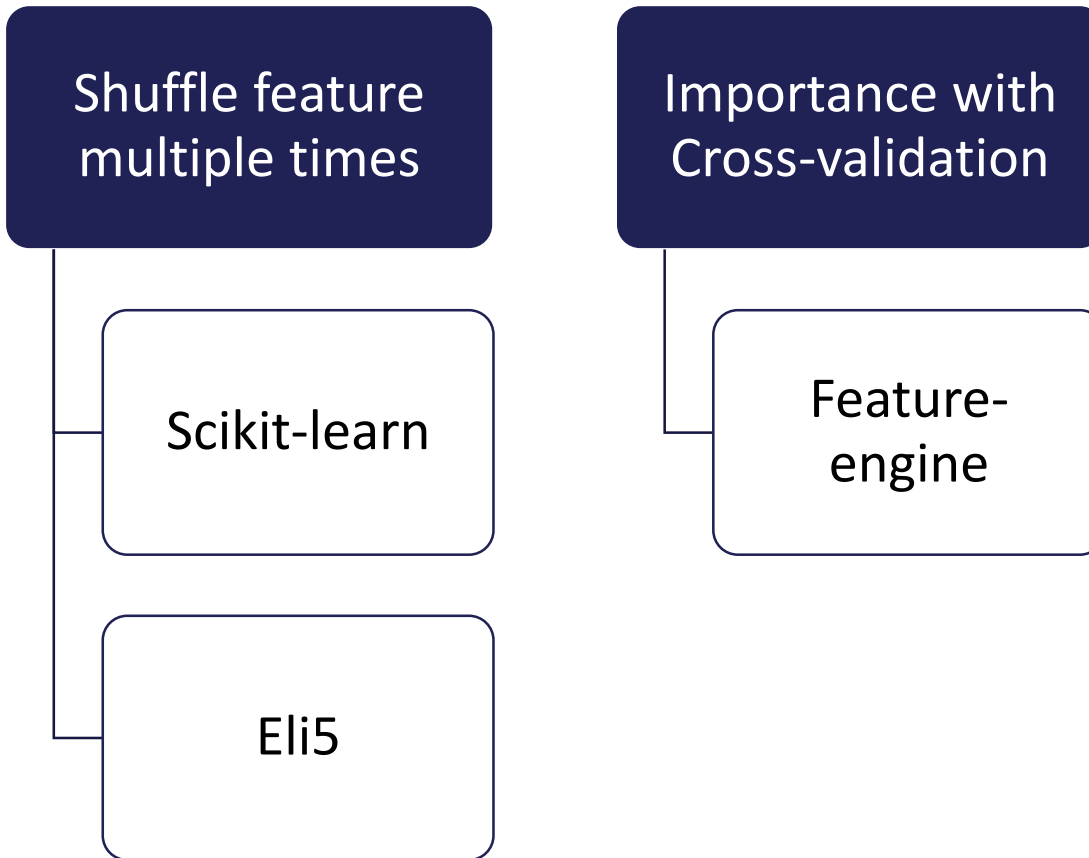 Shuffle feature
multiple times
Scikit-learn
Eli5
Importance with
Cross-validation
Feature-
engine